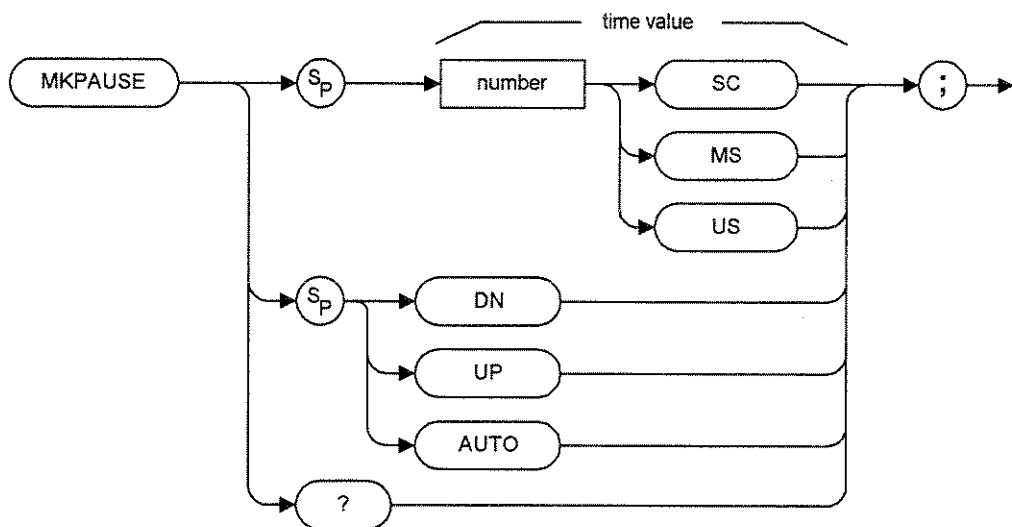 time value
MKPAUSE SP number SC ;
MS
US
SP DN
UP
AUTO
?